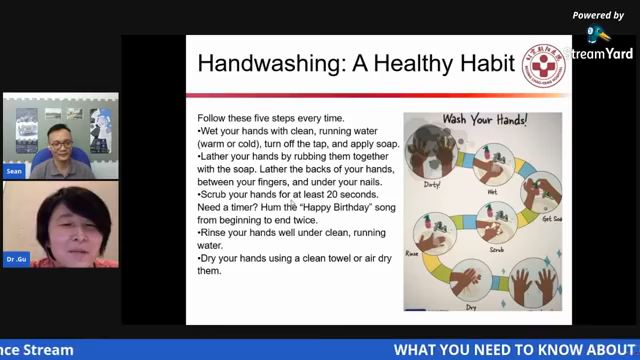 Powered by
StreamYard
Handwashing: A Healthy Habit
Follow these five steps every time.
•Wet your hands with clean, running water
(warm or cold), turn off the tap, and apply soap.
•Lather your hands by rubbing them together
with the soap. Lather the backs of your hands,
between your fingers, and under your nails.
•Scrub your hands for at least 20 seconds.
Need a timer? Hum the “Happy Birthday” song
from beginning to end twice.
•Rinse your hands well under clean, running
water.
•Dry your hands using a clean towel or air dry
them.
Wash Your Hands!
Dirty!
Wet
Get So
Scrub
Rinse
Dry
Sean
Dr .Gu
nce Stream
WHAT YOU NEED TO KNOW ABOUT